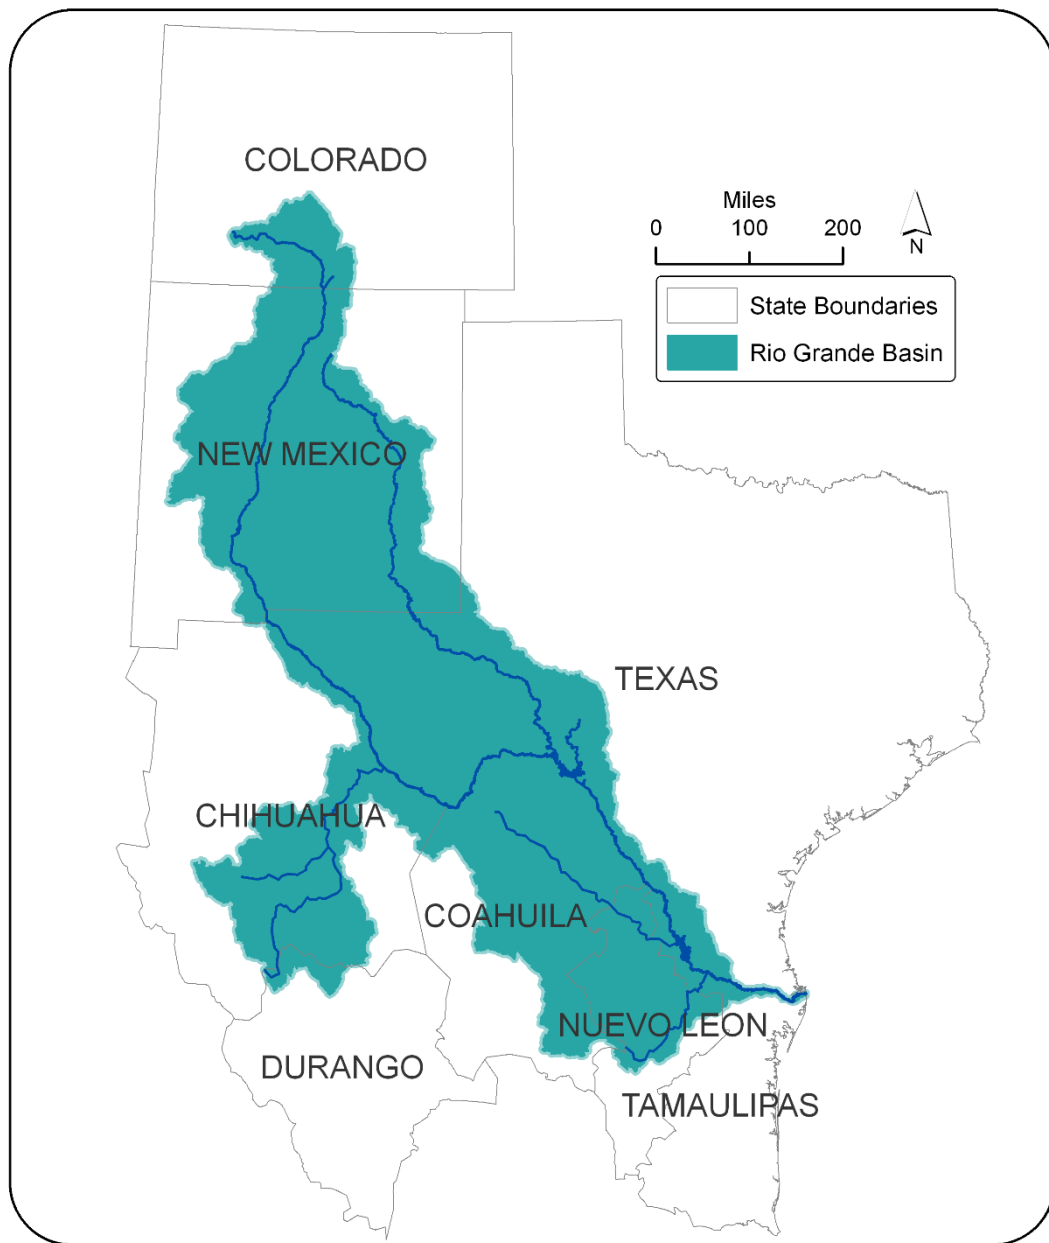 COLORADO
Miles
0 100 200
N
State Boundaries
Rio Grande Basin
NEW MEXICO
TEXAS
CHIHUAHUA
COAHUILA
NUEVO LEON
DURANGO
TAMAULIPAS